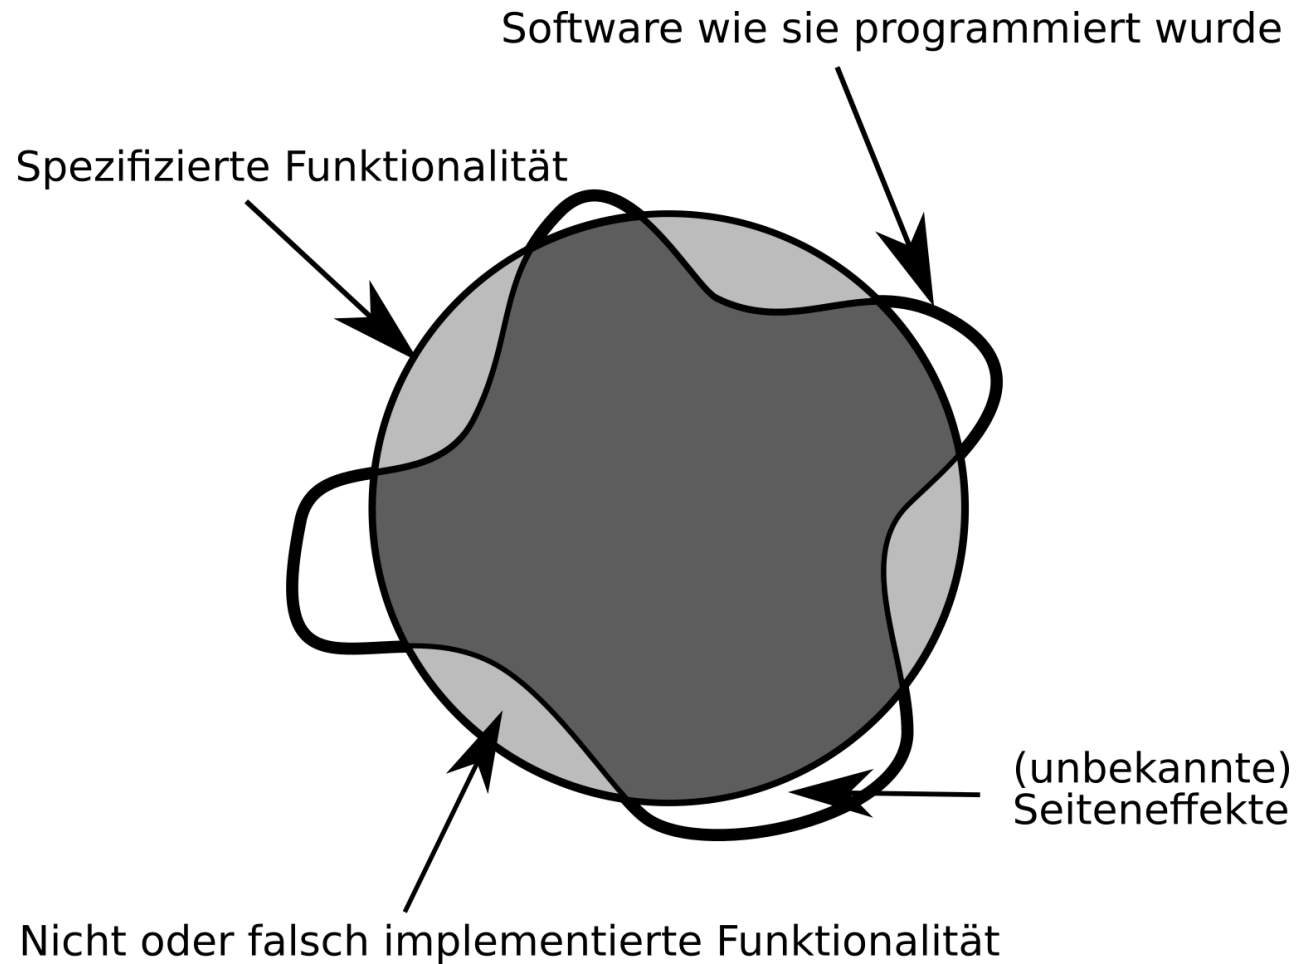 Software wie sie programmiert wurde
Spezifizierte Funktionalität
(unbekannte)
Seiteneffekte
Nicht oder falsch implementierte Funktionalität